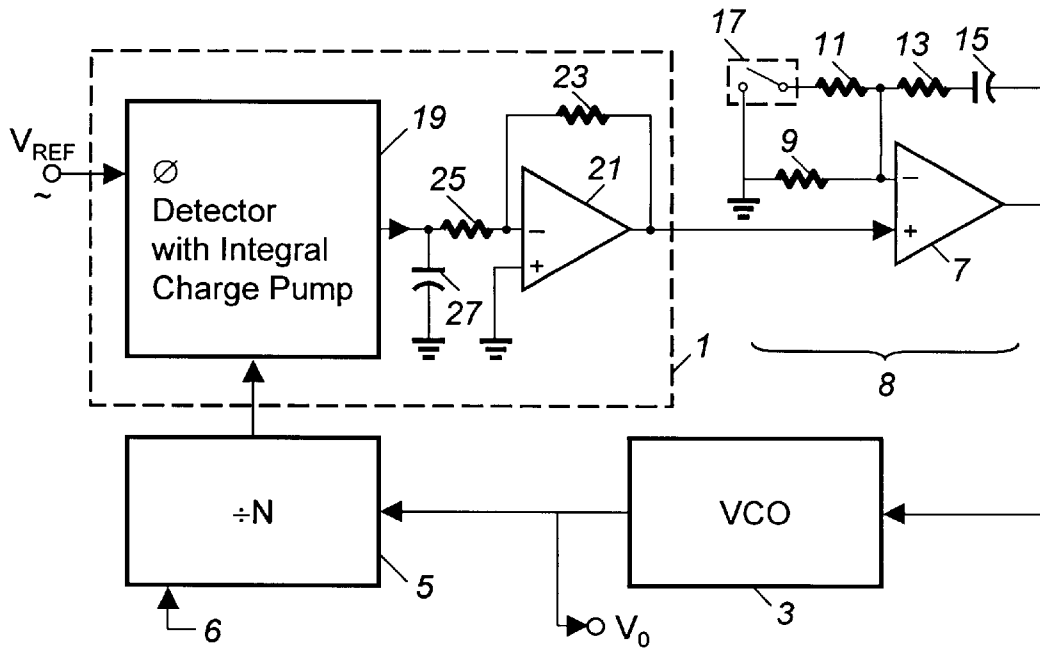 17
11
13
15
23
V_REF
~
19
Ø
Detector
with Integral
Charge Pump
25
21
9
−
+
27
−
+
7
1
8
÷N
VCO
5
3
6
V_0